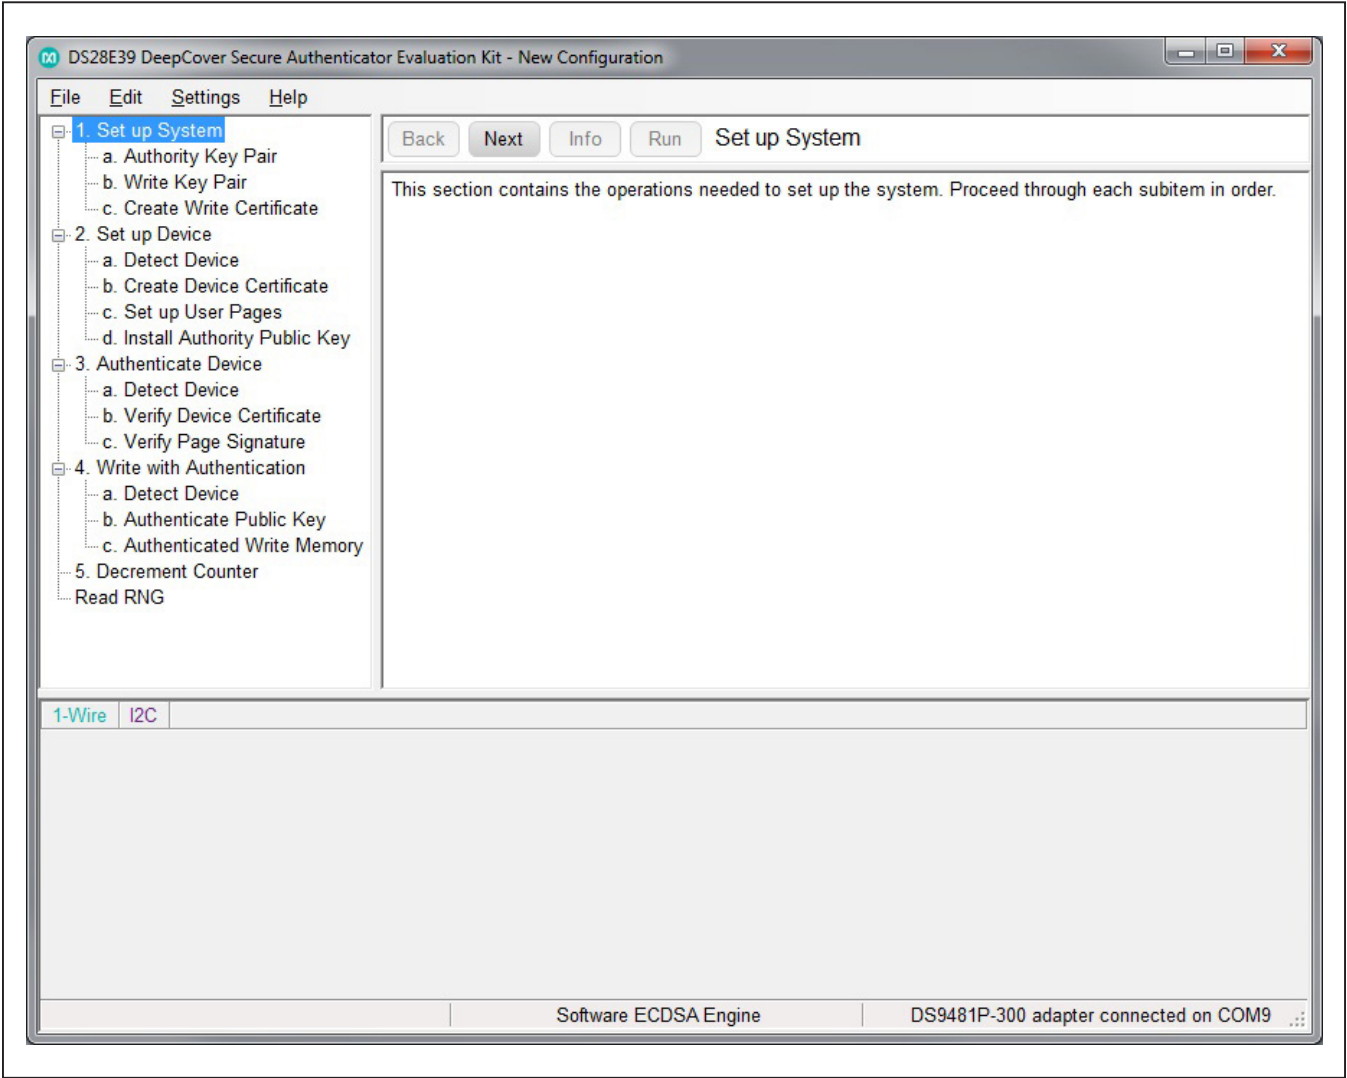 DS28E39 DeepCover Secure Authenticator Evaluation Kit - New Configuration
File Edit Settings Help
1. Set up System
a. Authority Key Pair
b. Write Key Pair
c. Create Write Certificate
2. Set up Device
a. Detect Device
b. Create Device Certificate
c. Set up User Pages
d. Install Authority Public Key
3. Authenticate Device
a. Detect Device
b. Verify Device Certificate
c. Verify Page Signature
4. Write with Authentication
a. Detect Device
b. Authenticate Public Key
c. Authenticated Write Memory
5. Decrement Counter
Read RNG
Back Next Info Run Set up System
This section contains the operations needed to set up the system. Proceed through each subitem in order.
1-Wire I2C
Software ECDSA Engine DS9481P-300 adapter connected on COM9